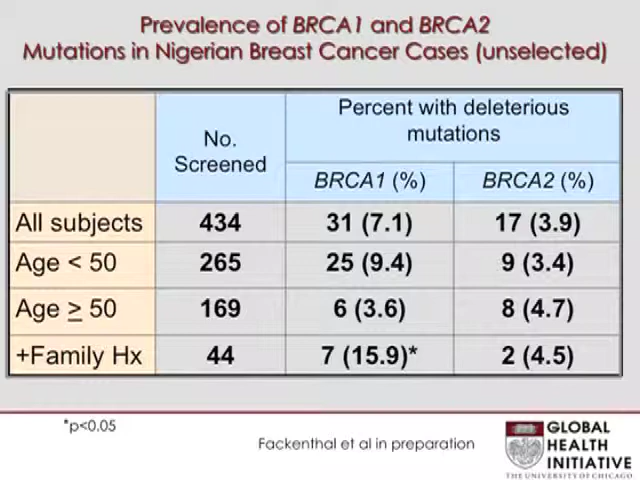 Prevalence of BRCA1 and BRCA2
Mutations in Nigerian Breast Cancer Cases (unselected)
No.
Screened
Percent with deleterious
mutations
BRCA1 (%)
BRCA2 (%)
All subjects 434 31 (7.1) 17 (3.9)
Age < 50 265 25 (9.4) 9 (3.4)
Age ≥ 50 169 6 (3.6) 8 (4.7)
+Family Hx 44 7 (15.9)* 2 (4.5)
*p<0.05
Fackenthal et al in preparation
GLOBAL
HEALTH
INITIATIVE
THE UNIVERSITY OF CHICAGO